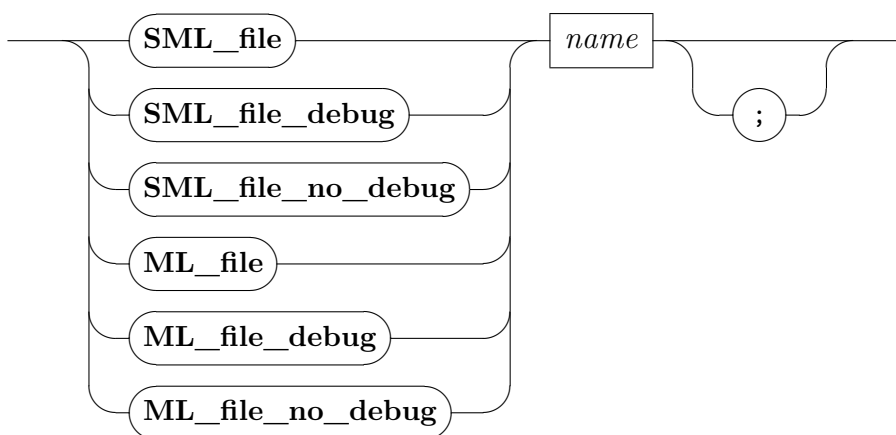 SML_file name
SML_file_debug ;
SML_file_no_debug
ML_file
ML_file_debug
ML_file_no_debug